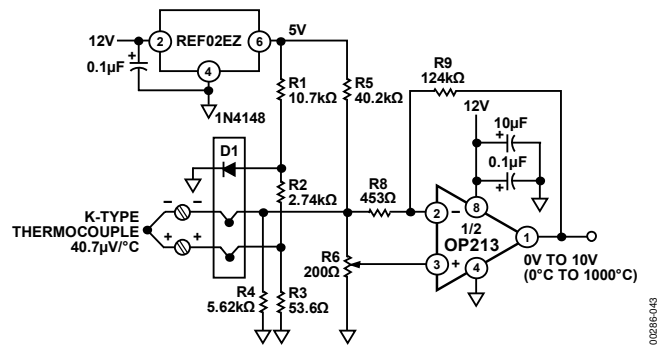 12V
2
REF02EZ
6
5V
+
0.1µF
4
1N4148
R1
10.7kΩ
R5
40.2kΩ
R9
124kΩ
12V
10µF
+
0.1µF
+
D1
R2
2.74kΩ
R8
453Ω
K-TYPE
THERMOCOUPLE
40.7µV/°C
– –
+ +
2
–
8
1/2
OP213
1
3
+
4
R6
200Ω
0V TO 10V
(0°C TO 1000°C)
R4
5.62kΩ
R3
53.6Ω
00286-043